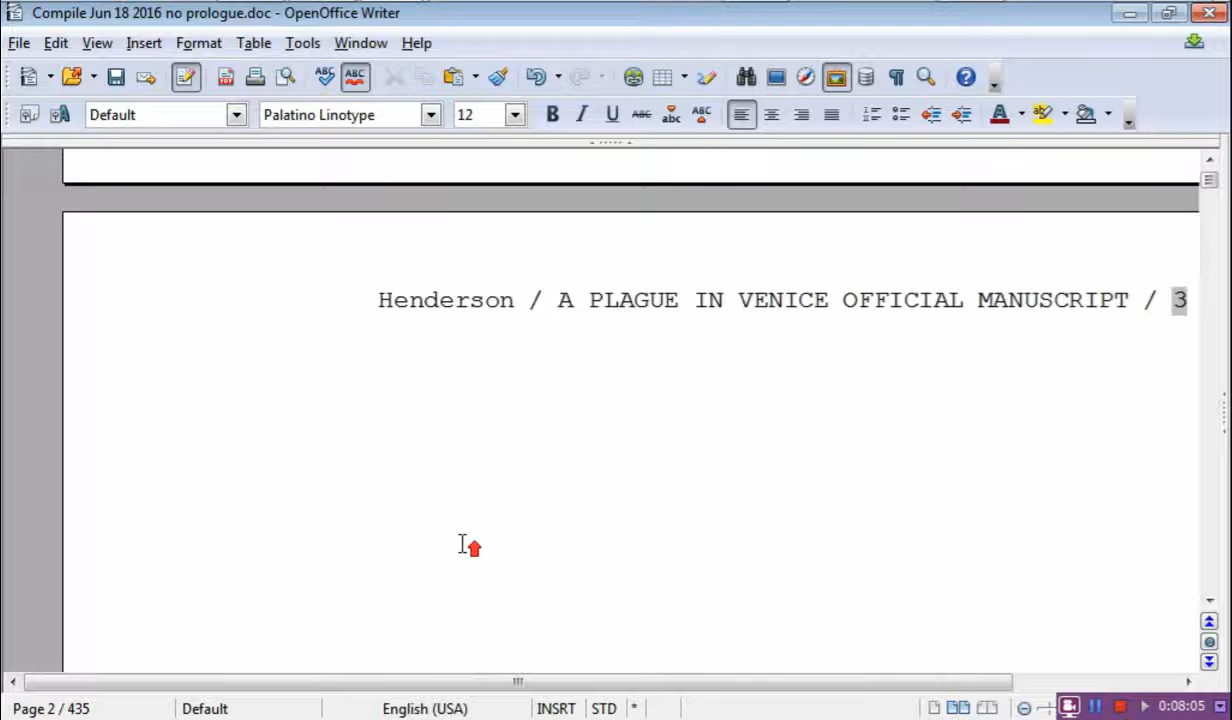 Compile Jun 18 2016 no prologue.doc - OpenOffice Writer
File Edit View Insert Format Table Tools Window Help
Default Palatino Linotype 12
Henderson / A PLAGUE IN VENICE OFFICIAL MANUSCRIPT / 3
Page 2 / 435 Default English (USA) INSRT STD * 0:08:05